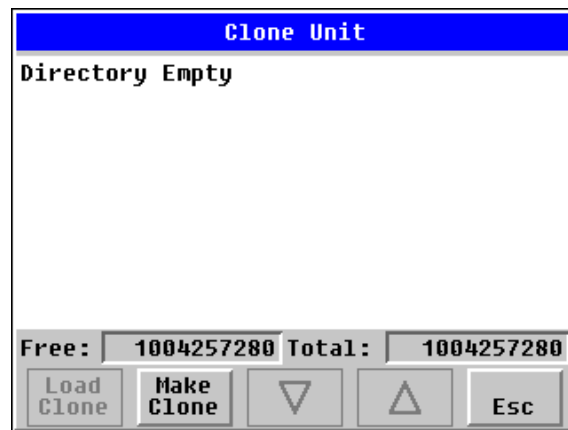 Clone Unit
Directory Empty
Free: 1004257280 Total: 1004257280
Load Clone
Make Clone
Esc